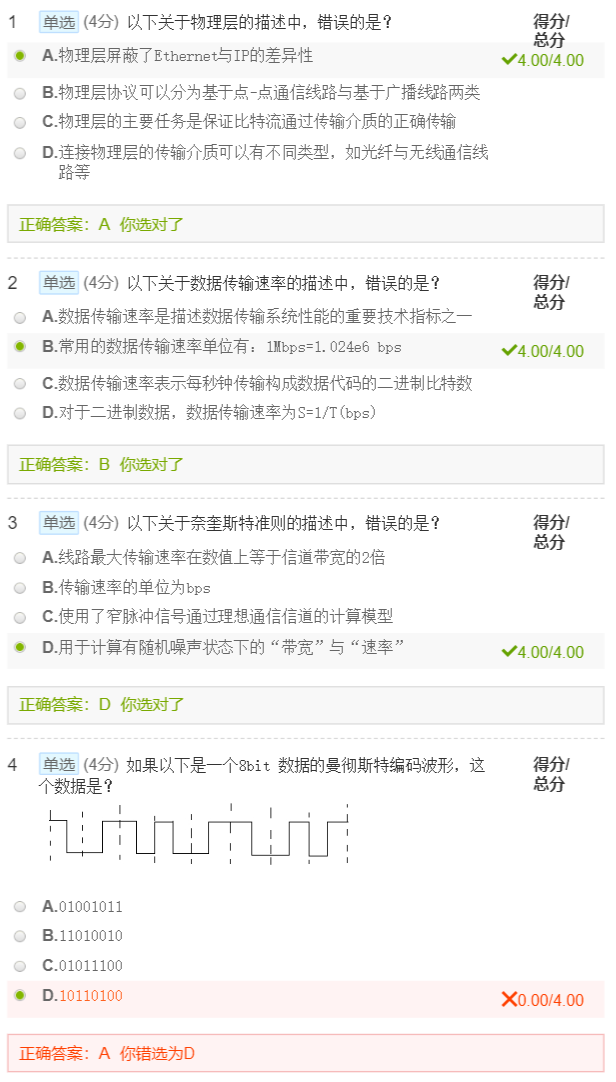 1 单选 (4分) 以下关于物理层的描述中，错误的是？ 得分/
总分
A.物理层屏蔽了Ethernet与IP的差异性 4.00/4.00
B.物理层协议可以分为基于点-点通信线路与基于广播线路两类
C.物理层的主要任务是保证比特流通过传输介质的正确传输
D.连接物理层的传输介质可以有不同类型，如光纤与无线通信线
路等
正确答案：A 你选对了
2 单选 (4分) 以下关于数据传输速率的描述中，错误的是？ 得分/
总分
A.数据传输速率是描述数据传输系统性能的重要技术指标之一
B.常用的数据传输速率单位有：1Mbps=1.024e6 bps 4.00/4.00
C.数据传输速率表示每秒钟传输构成数据代码的二进制比特数
D.对于二进制数据，数据传输速率为S=1/T(bps)
正确答案：B 你选对了
3 单选 (4分) 以下关于奈奎斯特准则的描述中，错误的是？ 得分/
总分
A.线路最大传输速率在数值上等于信道带宽的2倍
B.传输速率的单位为bps
C.使用了窄脉冲信号通过理想通信信道的计算模型
D.用于计算有随机噪声状态下的“带宽”与“速率” 4.00/4.00
正确答案：D 你选对了
4 单选 (4分) 如果以下是一个8bit 数据的曼彻斯特编码波形，这 得分/
个数据是？ 总分
A.01001011
B.11010010
C.01011100
D.10110100 0.00/4.00
正确答案：A 你错选为D